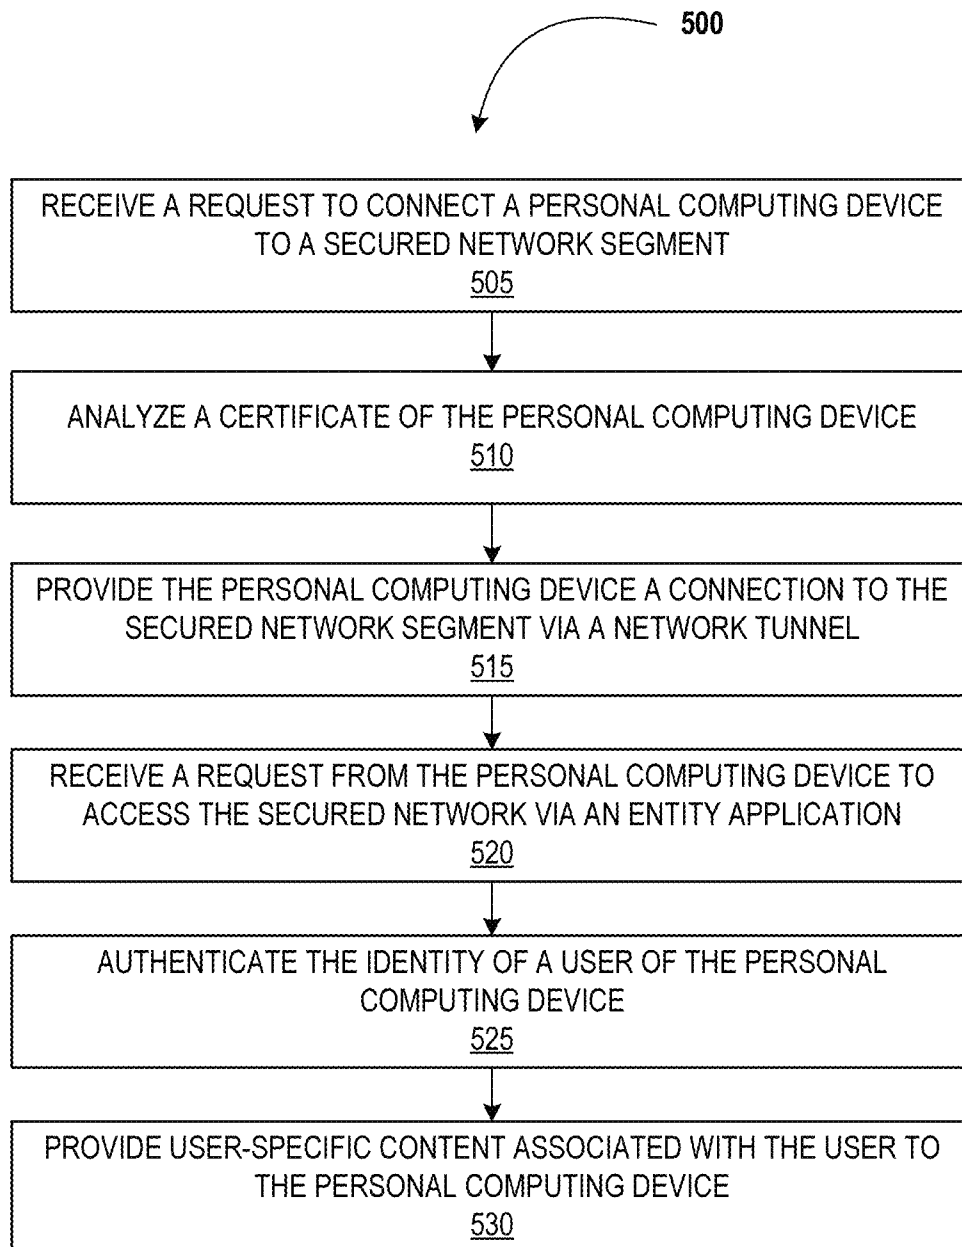 500
RECEIVE A REQUEST TO CONNECT A PERSONAL COMPUTING DEVICE
TO A SECURED NETWORK SEGMENT
505
ANALYZE A CERTIFICATE OF THE PERSONAL COMPUTING DEVICE
510
PROVIDE THE PERSONAL COMPUTING DEVICE A CONNECTION TO THE
SECURED NETWORK SEGMENT VIA A NETWORK TUNNEL
515
RECEIVE A REQUEST FROM THE PERSONAL COMPUTING DEVICE TO
ACCESS THE SECURED NETWORK VIA AN ENTITY APPLICATION
520
AUTHENTICATE THE IDENTITY OF A USER OF THE PERSONAL
COMPUTING DEVICE
525
PROVIDE USER-SPECIFIC CONTENT ASSOCIATED WITH THE USER TO
THE PERSONAL COMPUTING DEVICE
530